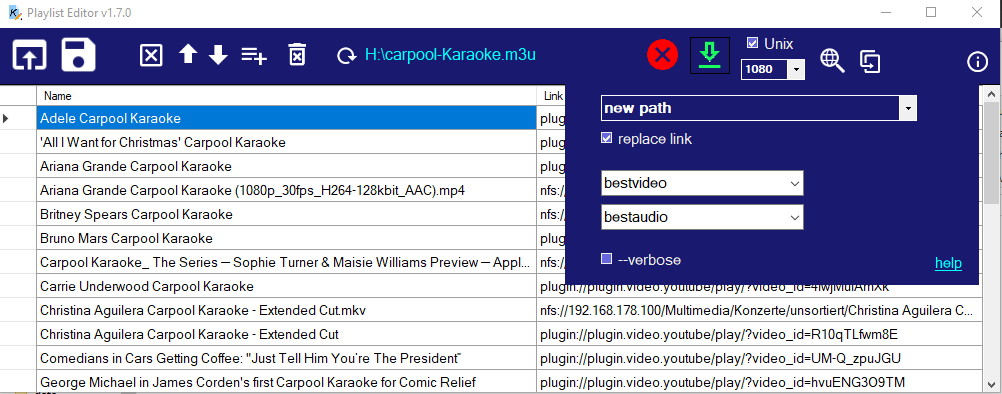 Playlist Editor v1.7.0
H:\carpool-Karaoke.m3u
Unix
1080
Name
Link
new path
replace link
bestvideo
bestaudio
--verbose
help
Adele Carpool Karaoke
plugin
'All I Want for Christmas' Carpool Karaoke
plug
Ariana Grande Carpool Karaoke
plug
Ariana Grande Carpool Karaoke (1080p_30fps_H264-128kbit_AAC).mp4
nfs://
Britney Spears Carpool Karaoke
nfs://
Bruno Mars Carpool Karaoke
plug
Carpool Karaoke_ The Series — Sophie Turner & Maisie Williams Preview — Appl...
nfs://
Carrie Underwood Carpool Karaoke
Christina Aguilera Carpool Karaoke - Extended Cut.mkv
nfs://192.168.178.100/Multimedia/Konzerte/unsortiert/Christina Aguilera C...
Christina Aguilera Carpool Karaoke - Extended Cut
plugin://plugin.video.youtube/play/?video_id=R10qTLfwm8E
Comedians in Cars Getting Coffee: "Just Tell Him You're The President"
plugin://plugin.video.youtube/play/?video_id=UM-Q_zpuJGU
George Michael in James Corden's first Carpool Karaoke for Comic Relief
plugin://plugin.video.youtube/play/?video_id=hvuENG3O9TM